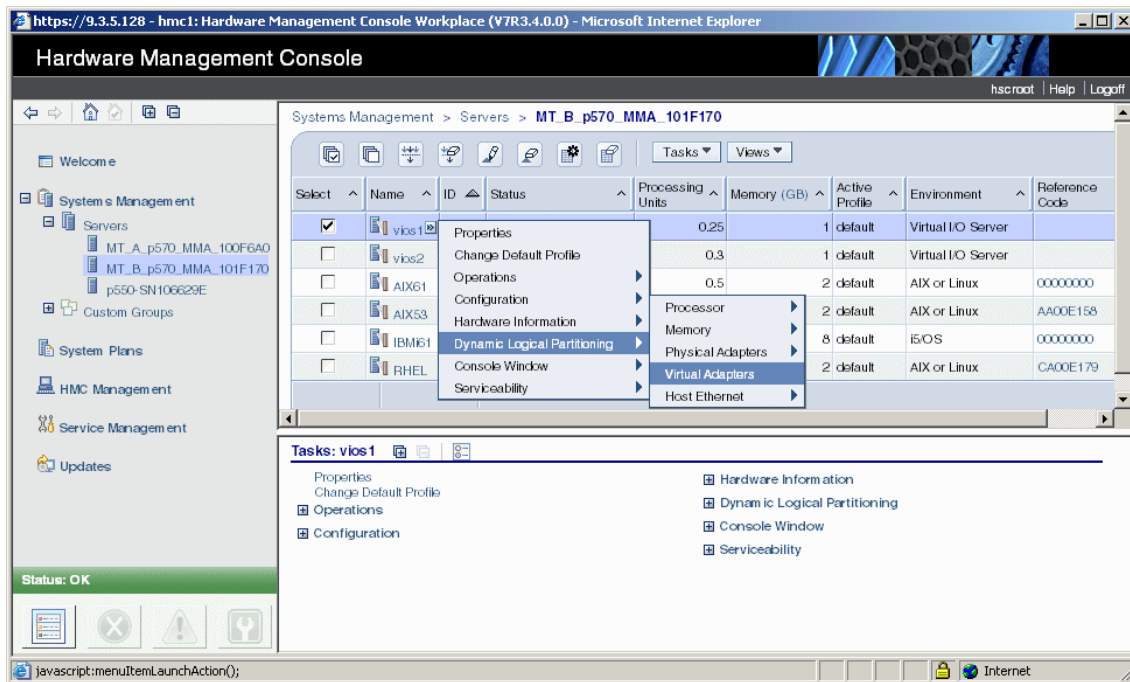 https://9.3.5.128 - hmc1: Hardware Management Console Workplace (V7R3.4.0.0) - Microsoft Internet Explorer
Hardware Management Console
hscroot | Help | Logoff
Systems Management > Servers > MT_B_p570_MMA_101F170
Tasks Views
Welcome
Systems Management
Servers
MT_A_p570_MMA_100F6A0
MT_B_p570_MMA_101F170
p550-SN106629E
Custom Groups
System Plans
HMC Management
Service Management
Updates
Status: OK
Select Name ID Status Processing Units Memory (GB) Active Profile Environment Reference Code
vios1 0.25 1 default Virtual I/O Server
vios2 0.3 1 default Virtual I/O Server
AIX61 0.5 2 default AIX or Linux 00000000
AIX53 2 default AIX or Linux AA00E158
IBMi61 8 default i5/OS 00000000
RHEL 2 default AIX or Linux CA00E179
Properties
Change Default Profile
Operations
Configuration
Hardware Information
Dynamic Logical Partitioning
Console Window
Serviceability
Processor
Memory
Physical Adapters
Virtual Adapters
Host Ethernet
Tasks: vios1
Properties
Change Default Profile
Operations
Configuration
Hardware Information
Dynamic Logical Partitioning
Console Window
Serviceability
javascript:menuItemLaunchAction();
Internet